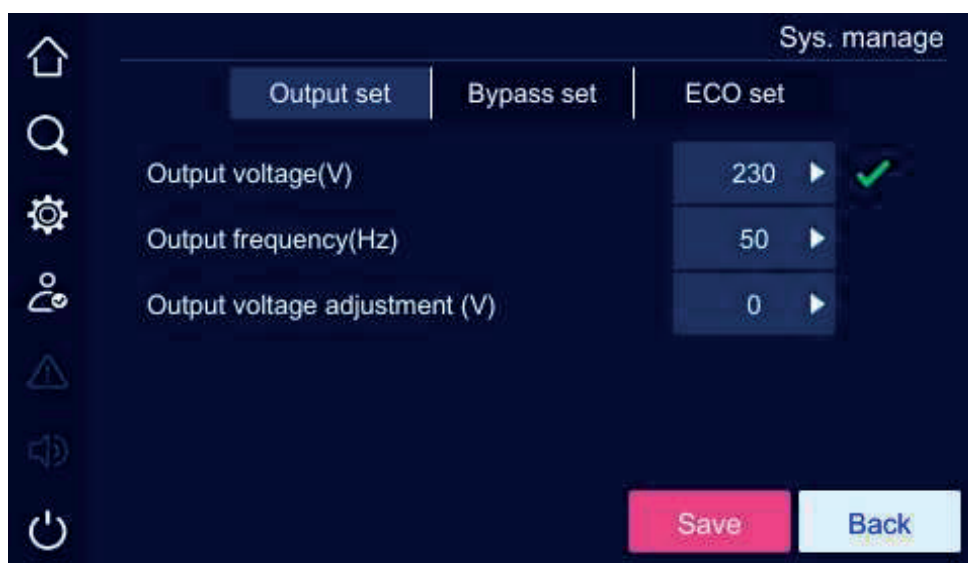 Sys. manage
Output set Bypass set ECO set
Output voltage(V) 230
Output frequency(Hz) 50
Output voltage adjustment (V) 0
Save Back